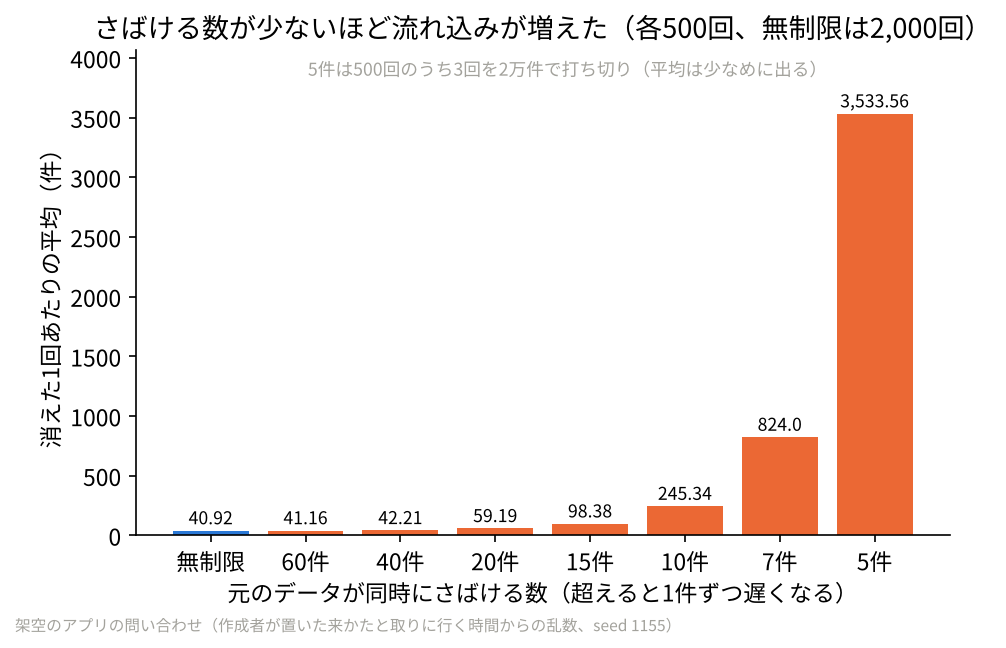 さばける数が少ないほど流れ込みが増えた（各500回、無制限は2,000回）
5件は500回のうち3回を2万件で打ち切り（平均は少なめに出る）
消えた1回あたりの平均（件）
4000
3500
3000
2500
2000
1500
1000
500
0
40.92
41.16
42.21
59.19
98.38
245.34
824.0
3,533.56
無制限
60件
40件
20件
15件
10件
7件
5件
元のデータが同時にさばける数（超えると1件ずつ遅くなる）
架空のアプリの問い合わせ（作成者が置いた来かたと取りに行く時間からの乱数、seed 1155）